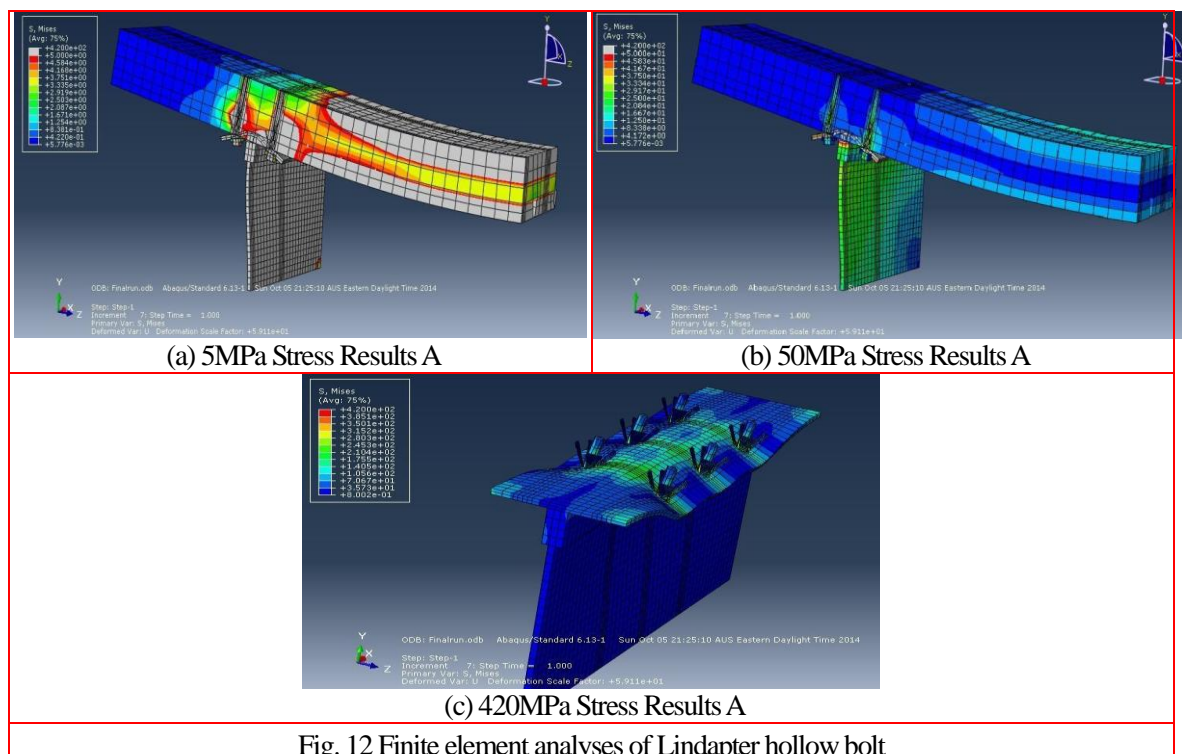 S, Mises
(Avg: 75%)
+4.200e+02
+5.000e+00
+4.584e+00
+4.168e+00
+3.751e+00
+3.335e+00
+2.919e+00
+2.503e+00
+2.087e+00
+1.671e+00
+1.254e+00
+8.381e-01
+4.220e-01
+5.776e-03
Y
Z
Y
X
Z
ODB: Finalrun.odb Abaqus/Standard 6.13-1 Sun Oct 05 21:25:10 AUS Eastern Daylight Time 2014
Step: Step-1
Increment 7: Step Time = 1.000
Primary Var: S, Mises
Deformed Var: U Deformation Scale Factor: +5.911e+01
(a) 5MPa Stress Results A
S, Mises
(Avg: 75%)
+4.200e+02
+5.000e+01
+4.583e+01
+4.167e+01
+3.750e+01
+3.334e+01
+2.917e+01
+2.500e+01
+2.084e+01
+1.667e+01
+1.250e+01
+8.338e+00
+4.172e+00
+5.776e-03
Y
Y
X
Z
ODB: Finalrun.odb Abaqus/Standard 6.13-1 Sun Oct 05 21:25:10 AUS Eastern Daylight Time 2014
Step: Step-1
Increment 7: Step Time = 1.000
Primary Var: S, Mises
Deformed Var: U Deformation Scale Factor: +5.911e+01
(b) 50MPa Stress Results A
S, Mises
(Avg: 75%)
+4.200e+02
+3.851e+02
+3.501e+02
+3.152e+02
+2.803e+02
+2.453e+02
+2.104e+02
+1.755e+02
+1.405e+02
+1.056e+02
+7.067e+01
+3.573e+01
+8.002e-01
Y
X
Z
ODB: Finalrun.odb Abaqus/Standard 6.13-1 Sun Oct 05 21:25:10 AUS Eastern Daylight Time 2014
Step: Step-1
Increment 7: Step Time = 1.000
Primary Var: S, Mises
Deformed Var: U Deformation Scale Factor: +5.911e+01
(c) 420MPa Stress Results A
Fig. 12 Finite element analyses of Lindapter hollow bolt